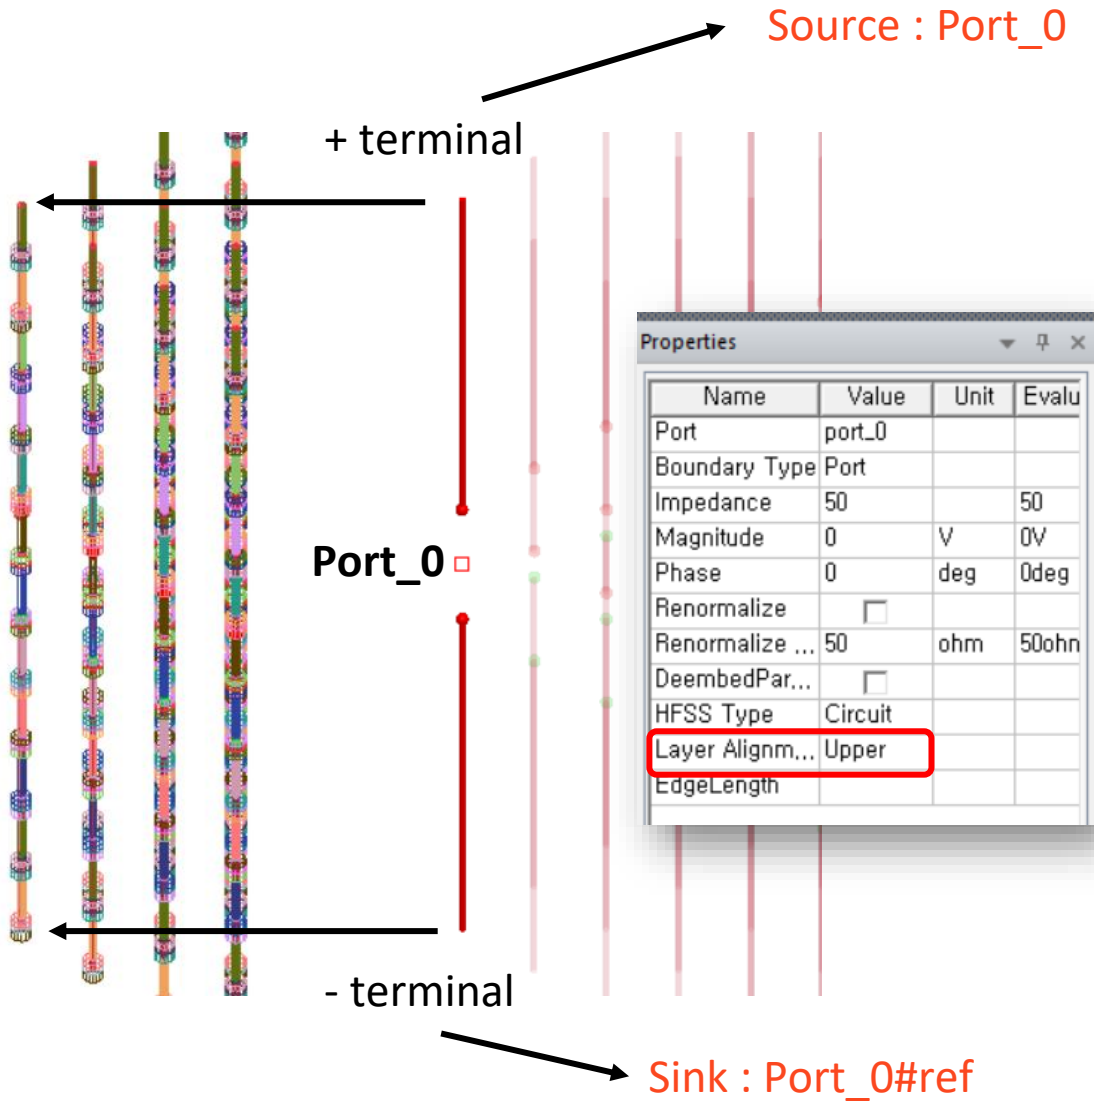 Source : Port_0
+ terminal
Port_0
Properties
Name Value Unit Evalu
Port port_0
Boundary Type Port
Impedance 50 50
Magnitude 0 V 0V
Phase 0 deg 0deg
Renormalize
Renormalize ... 50 ohm 50ohn
DeembedPar...
HFSS Type Circuit
Layer Alignm... Upper
EdgeLength
- terminal
Sink : Port_0#ref